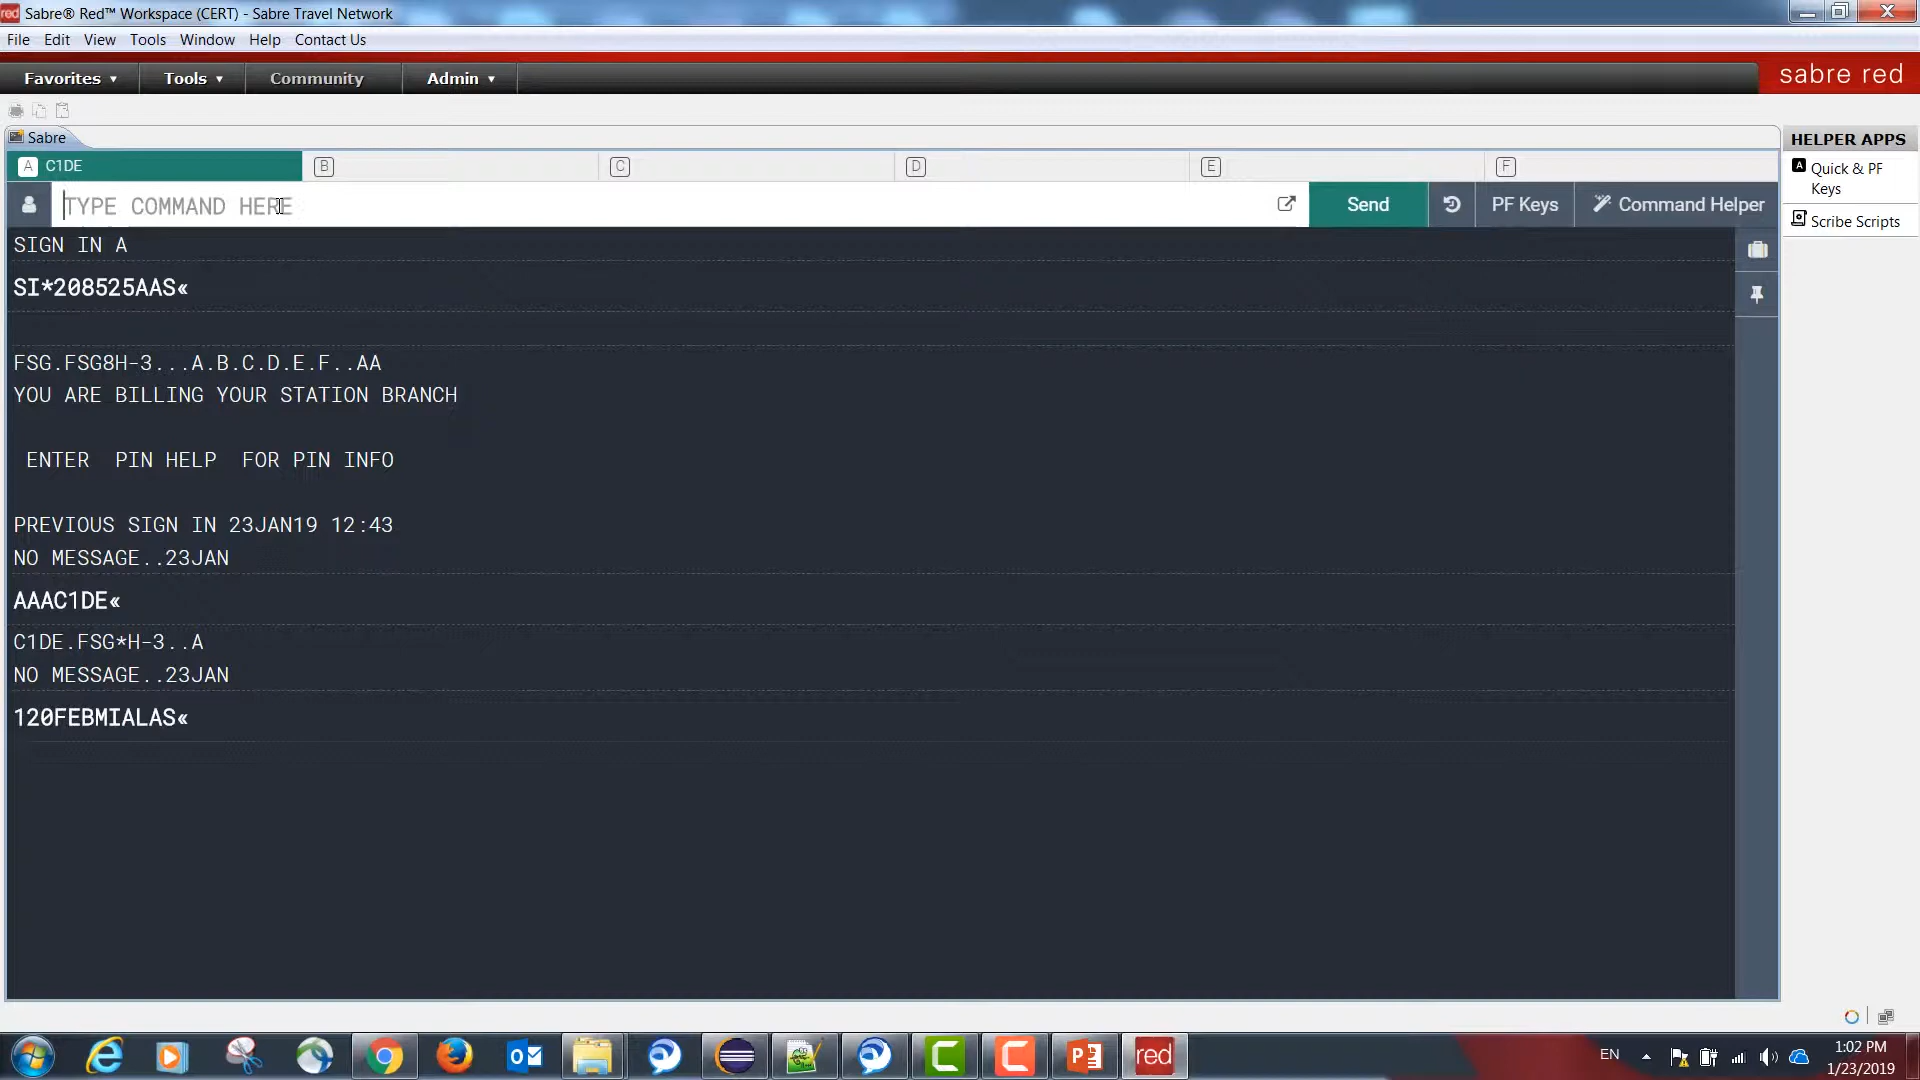 red Sabre® Red™ Workspace (CERT) - Sabre Travel Network
File Edit View Tools Window Help Contact Us
Favorites ▾ Tools ▾ Community Admin ▾ sabre red
Sabre
HELPER APPS
A C1DE B C D E F
A Quick & PF
Keys
TYPE COMMAND HERE Send PF Keys Command Helper
Scribe Scripts
SIGN IN A
SI*208525AAS«
FSG.FSG8H-3...A.B.C.D.E.F..AA
YOU ARE BILLING YOUR STATION BRANCH
ENTER  PIN HELP  FOR PIN INFO
PREVIOUS SIGN IN 23JAN19 12:43
NO MESSAGE..23JAN
AAAC1DE«
C1DE.FSG*H-3..A
NO MESSAGE..23JAN
120FEBMIALAS«
red
EN
1:02 PM
1/23/2019